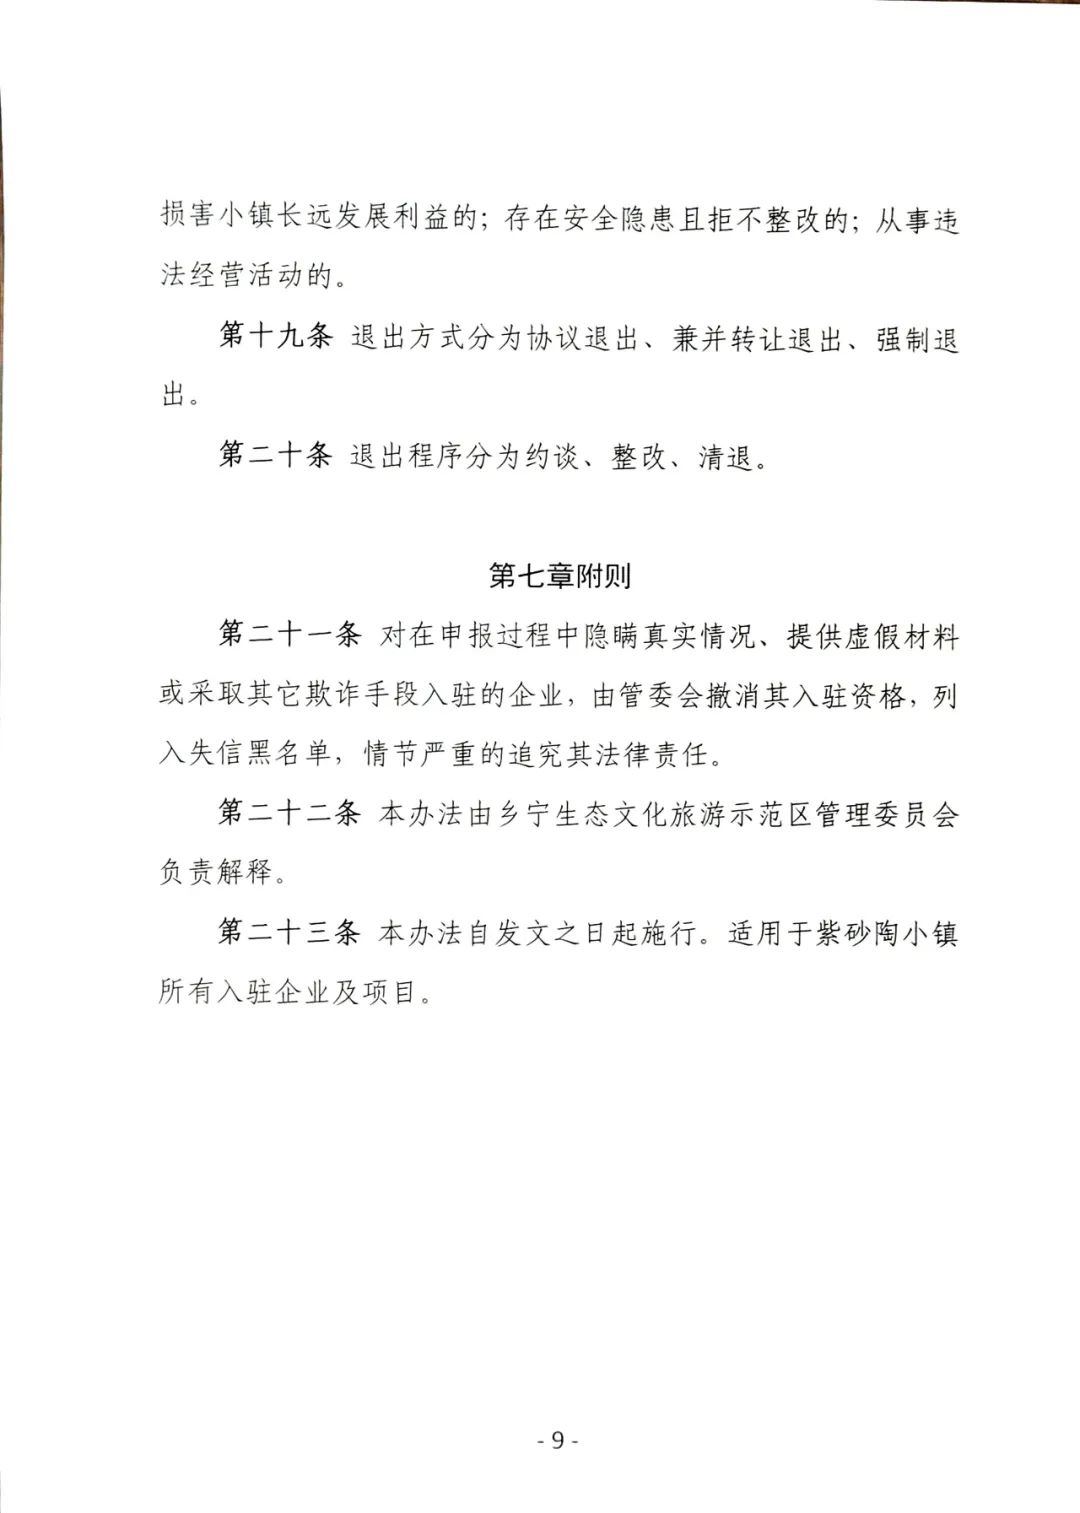 损害小镇长远发展利益的；存在安全隐患且拒不整改的；从事违
法经营活动的。
第十九条 退出方式分为协议退出、兼并转让退出、强制退
出。
第二十条 退出程序分为约谈、整改、清退。
第七章附则
第二十一条 对在申报过程中隐瞒真实情况、提供虚假材料
或采取其它欺诈手段入驻的企业，由管委会撤消其入驻资格，列
入失信黑名单，情节严重的追究其法律责任。
第二十二条 本办法由乡宁生态文化旅游示范区管理委员会
负责解释。
第二十三条 本办法自发文之日起施行。适用于紫砂陶小镇
所有入驻企业及项目。
- 9 -